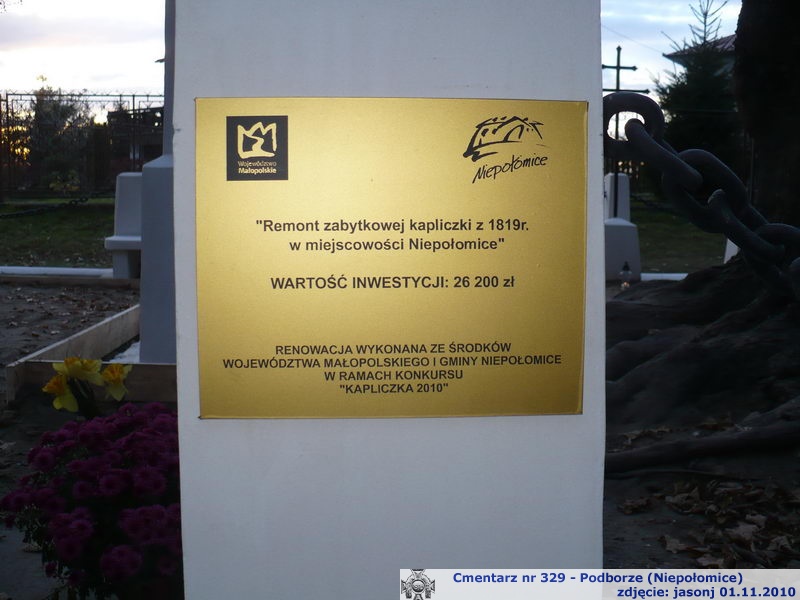 Województwo
Małopolskie
Niepołomice
"Remont zabytkowej kapliczki z 1819r.
w miejscowości Niepołomice"
WARTOŚĆ INWESTYCJI: 26 200 zł
RENOWACJA WYKONANA ZE ŚRODKÓW
WOJEWÓDZTWA MAŁOPOLSKIEGO I GMINY NIEPOŁOMICE
W RAMACH KONKURSU
"KAPLICZKA 2010"
Cmentarz nr 329 - Podborze (Niepołomice)
zdjęcie: jasonj 01.11.2010